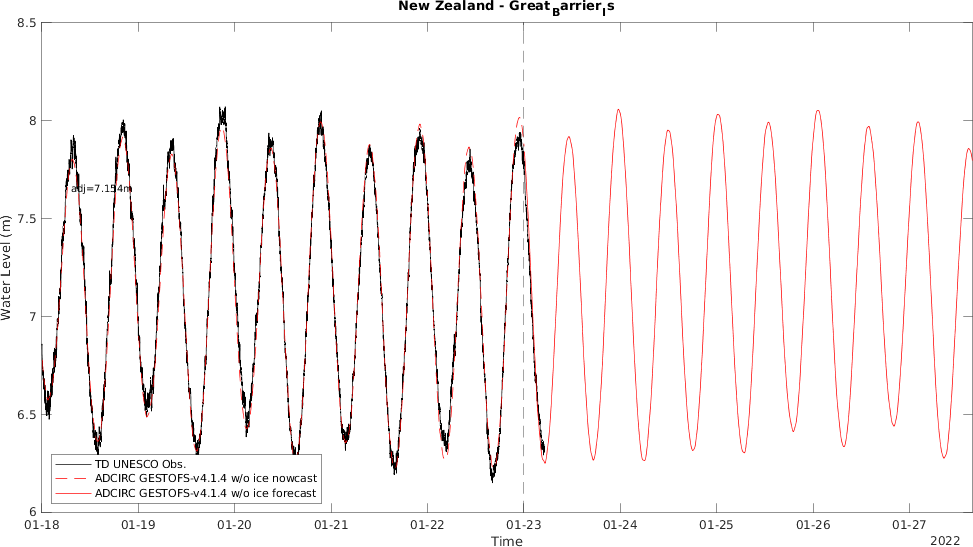 New Zealand - Great_Barrier_Is
8.5
8
7.5
7
6.5
6
Water Level (m)
adj=7.154m
TD UNESCO Obs.
ADCIRC GESTOFS-v4.1.4 w/o ice nowcast
ADCIRC GESTOFS-v4.1.4 w/o ice forecast
01-18 01-19 01-20 01-21 01-22 01-23 01-24 01-25 01-26 01-27
Time
2022